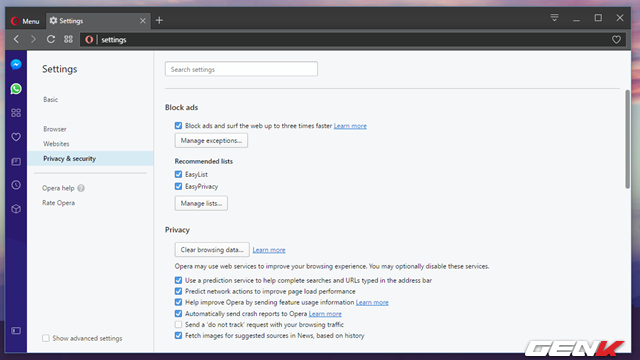 Menu
Settings
settings
Settings
Search settings
Basic
Browser
Websites
Privacy & security
Opera help ?
Rate Opera
Show advanced settings
Block ads
Block ads and surf the web up to three times faster Learn more
Manage exceptions...
Recommended lists
EasyList
EasyPrivacy
Manage lists...
Privacy
Clear browsing data... Learn more
Opera may use web services to improve your browsing experience. You may optionally disable these services.
Use a prediction service to help complete searches and URLs typed in the address bar
Predict network actions to improve page load performance
Help improve Opera by sending feature usage information Learn more
Automatically send crash reports to Opera Learn more
Send a 'do not track' request with your browsing traffic
Fetch images for suggested sources in News, based on history
GENK